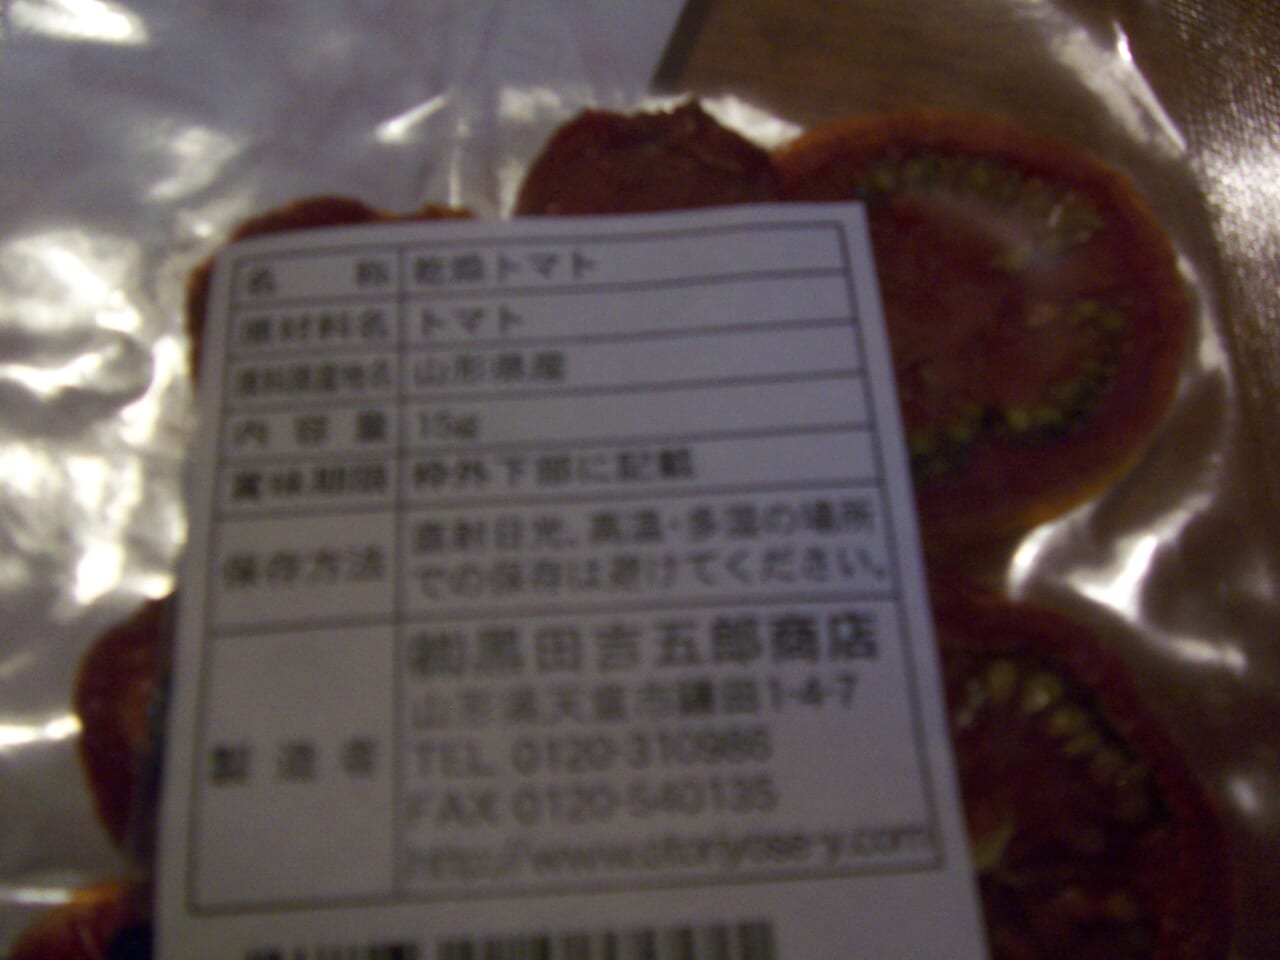 名 称 乾燥トマト
原材料名 トマト
原料原産地名 山形県産
内容量 15g
賞味期限 枠外下部に記載
保存方法 直射日光、高温・多湿の場所
での保存は避けてください。
製造者 ㈱黒田吉五郎商店
山形県天童市鎌田1-4-7
TEL 0120-310986
FAX 0120-540135
http://www.otoriyose-y.com